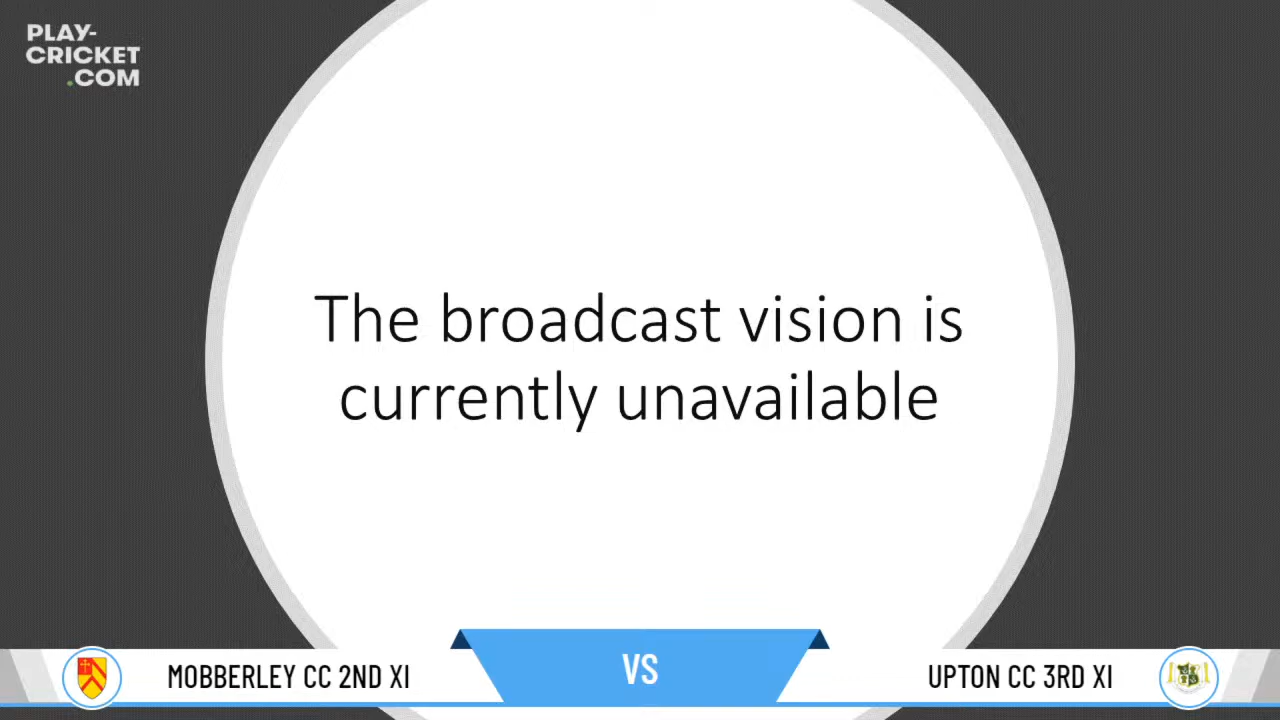 PLAY-
CRICKET
.COM
The broadcast vision is
currently unavailable
MOBBERLEY CC 2ND XI
VS
UPTON CC 3RD XI